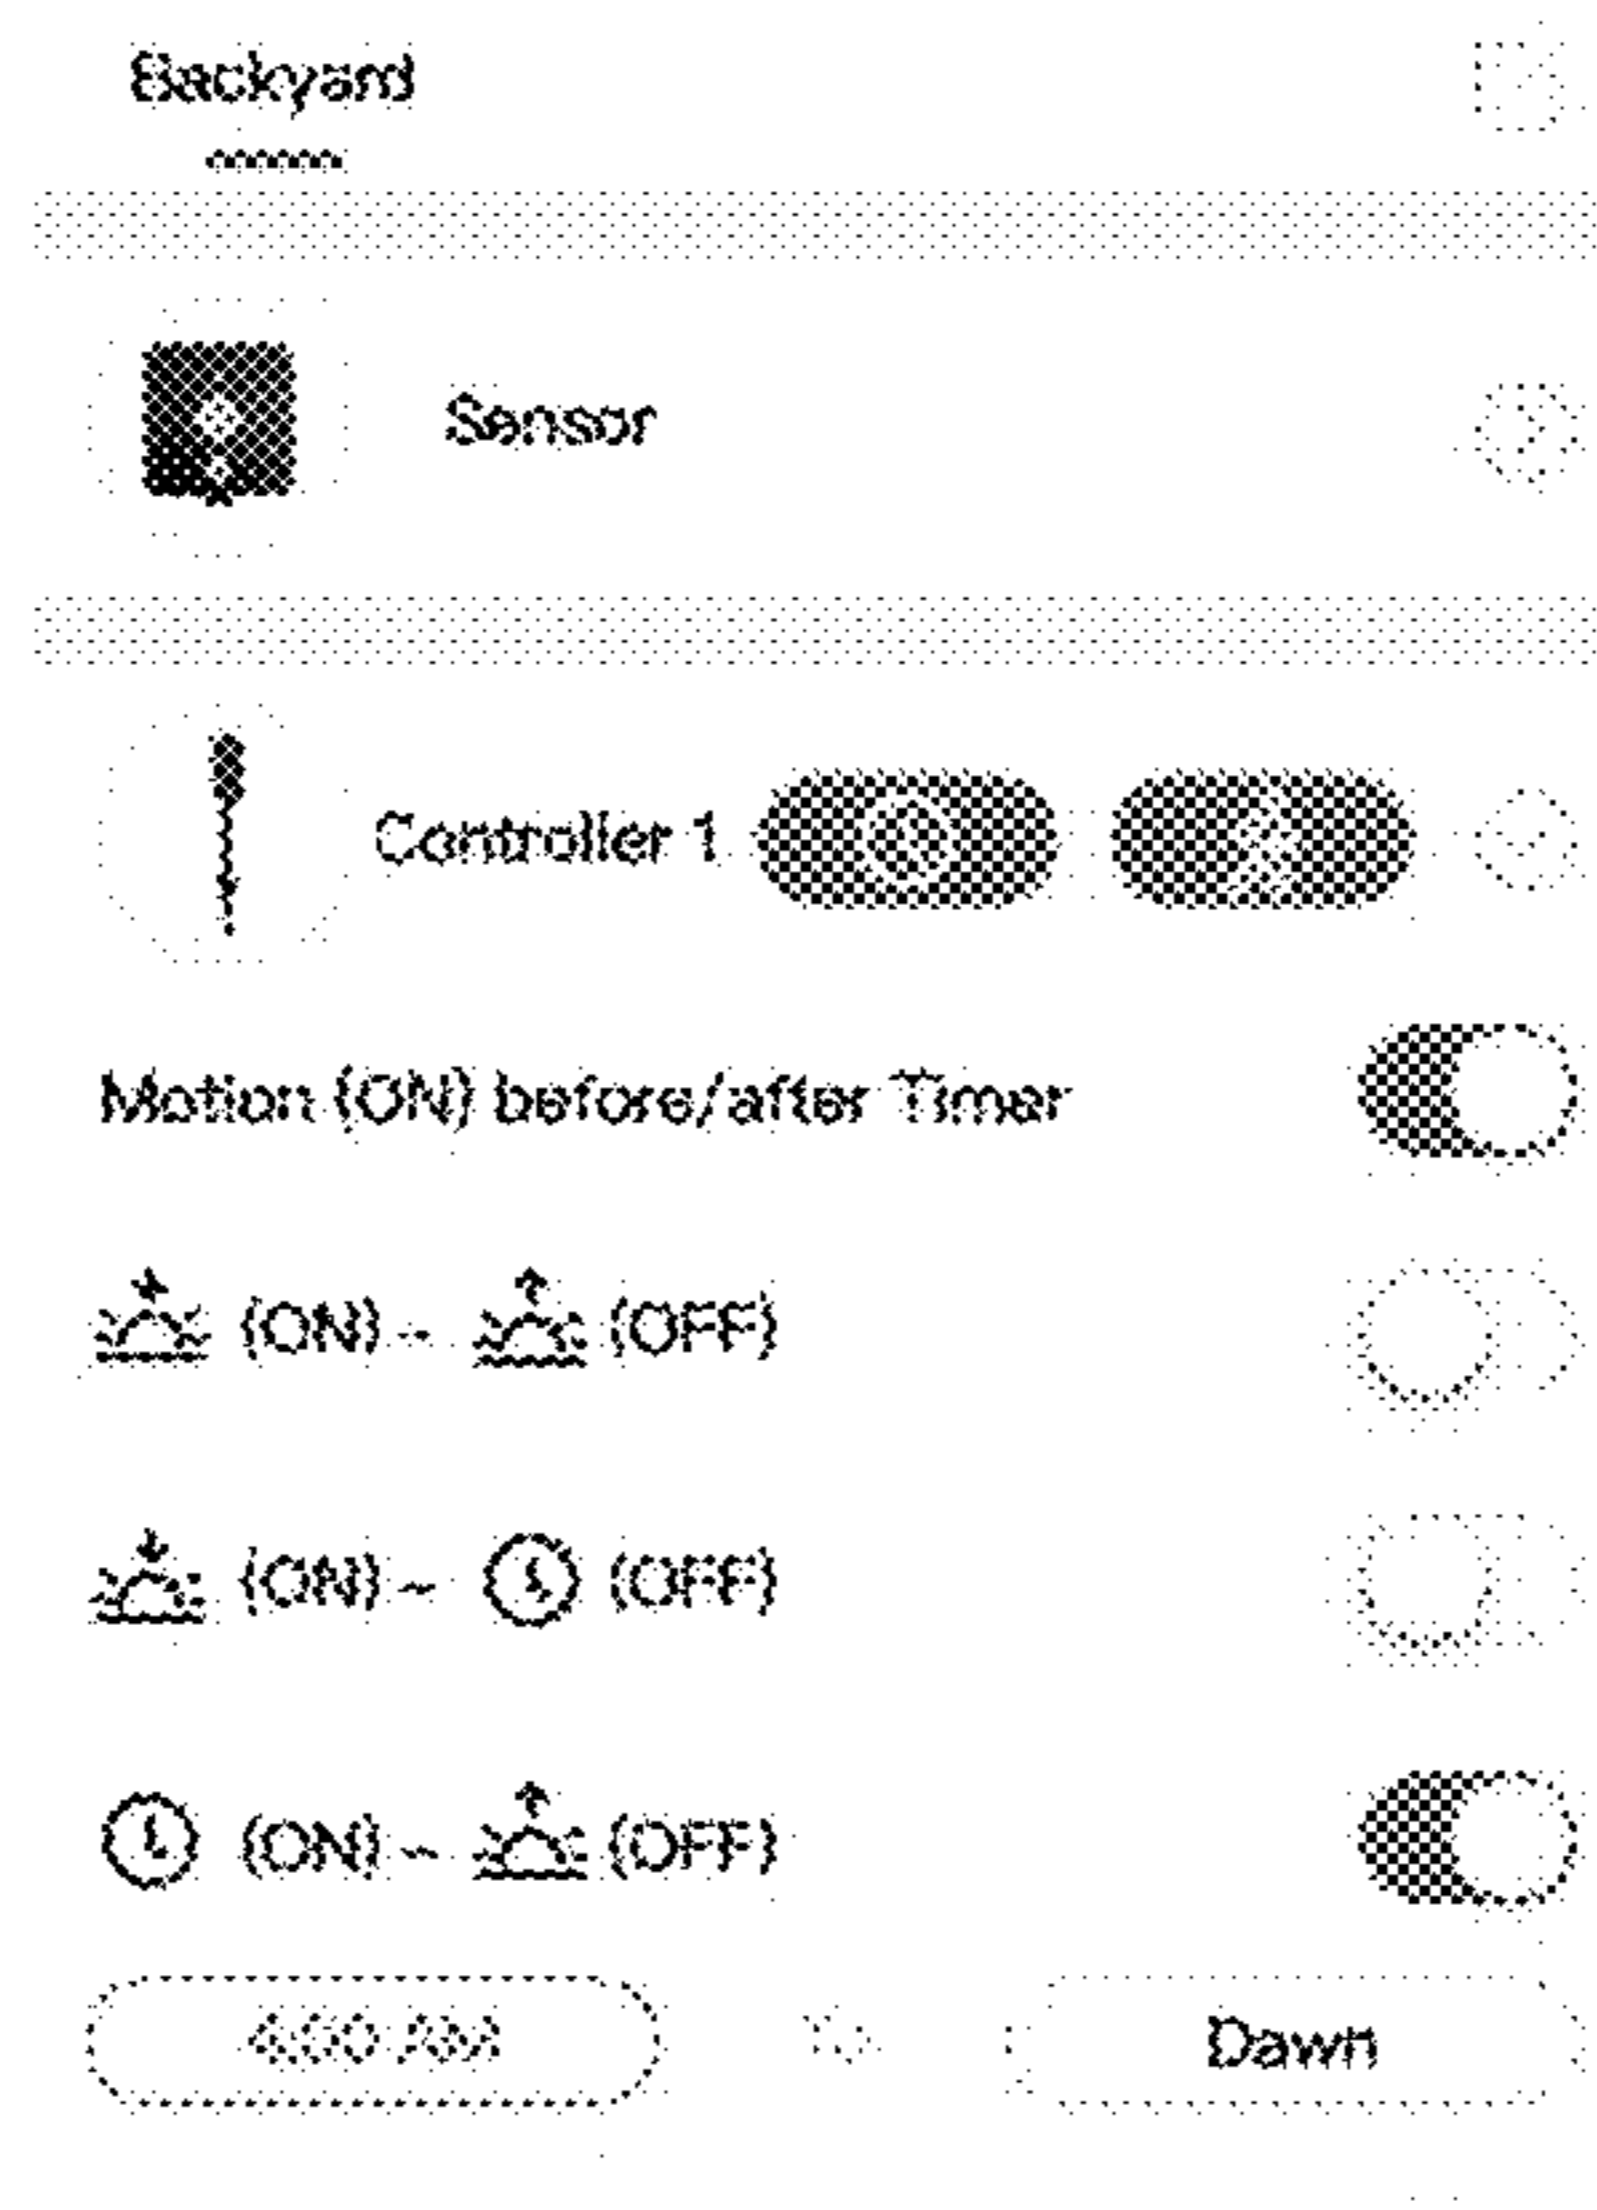 Backyard
Sensor
Controller 1
Motion (ON) before/after Timer
(ON) - (OFF)
(ON) - (OFF)
(ON) - (OFF)
Dawn